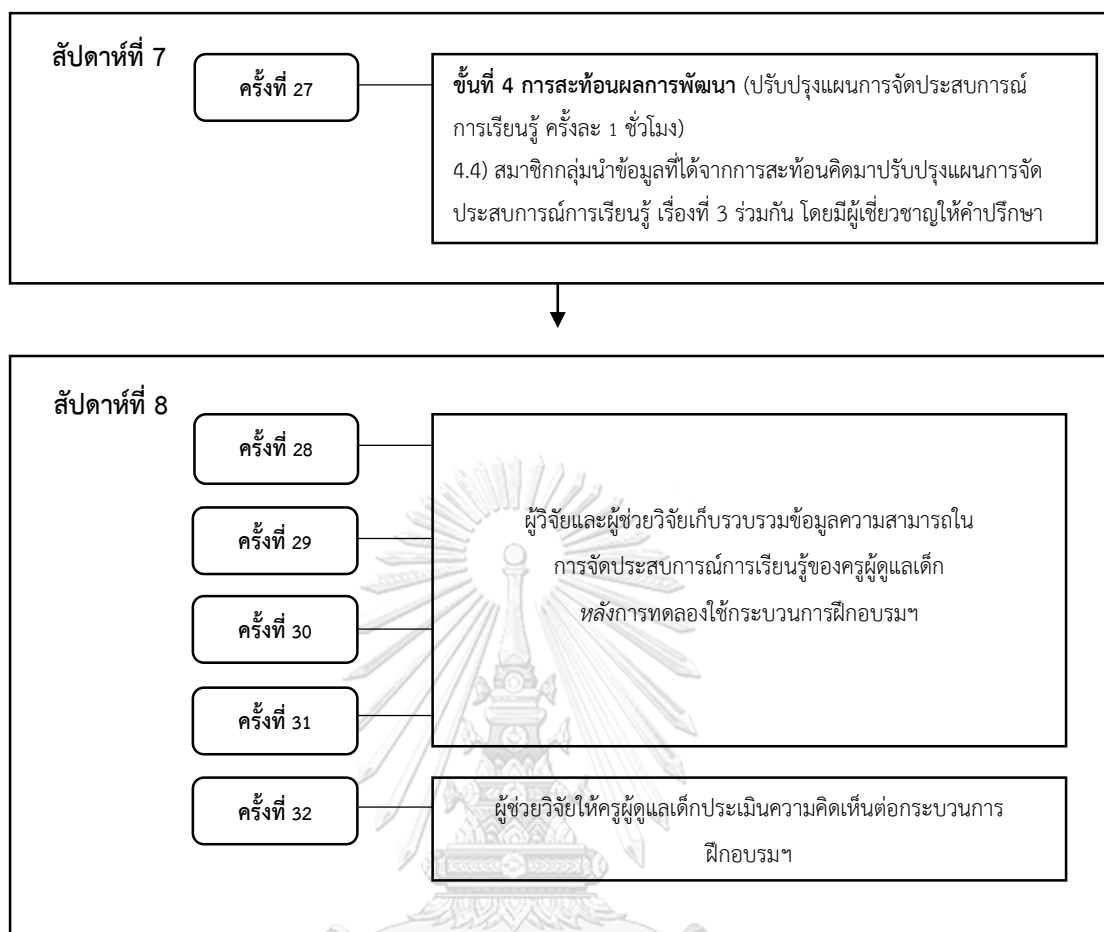 สัปดาห์ที่ 7
ครั้งที่ 27
ขั้นที่ 4 การสะท้อนผลการพัฒนา (ปรับปรุงแผนการจัดประสบการณ์
การเรียนรู้ ครั้งละ 1 ชั่วโมง)
4.4) สมาชิกกลุ่มนำข้อมูลที่ได้จากการสะท้อนคิดมาปรับปรุงแผนการจัด
ประสบการณ์การเรียนรู้ เรื่องที่ 3 ร่วมกัน โดยมีผู้เชี่ยวชาญให้คำปรึกษา
สัปดาห์ที่ 8
ครั้งที่ 28
ครั้งที่ 29
ครั้งที่ 30
ครั้งที่ 31
ผู้วิจัยและผู้ช่วยวิจัยเก็บรวบรวมข้อมูลความสามารถใน
การจัดประสบการณ์การเรียนรู้ของครูผู้ดูแลเด็ก
หลังการทดลองใช้กระบวนการฝึกอบรมฯ
ครั้งที่ 32
ผู้ช่วยวิจัยให้ครูผู้ดูแลเด็กประเมินความคิดเห็นต่อกระบวนการ
ฝึกอบรมฯ